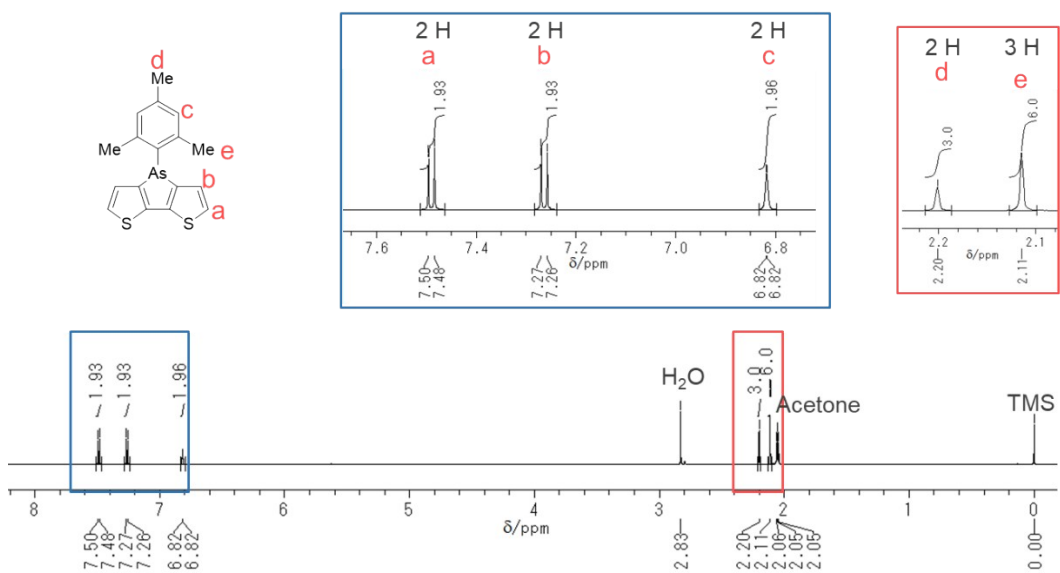 d
Me
c
Me
Me
e
As
b
a
S
S
2 H
2 H
2 H
a
b
c
1.93
1.93
1.96
7.6
7.4
7.2
7.0
6.8
δ/ppm
7.50
7.48
7.27
7.26
6.82
6.82
2 H
3 H
d
e
3.0
6.0
2.2
δ/ppm
2.1
2.20
2.11
1.93
1.93
1.96
H2O
3.0
6.0
Acetone
TMS
8
7
6
5
4
3
2
1
0
δ/ppm
7.50
7.48
7.27
7.26
6.82
6.82
2.83
2.20
2.11
2.06
2.05
2.05
0.00